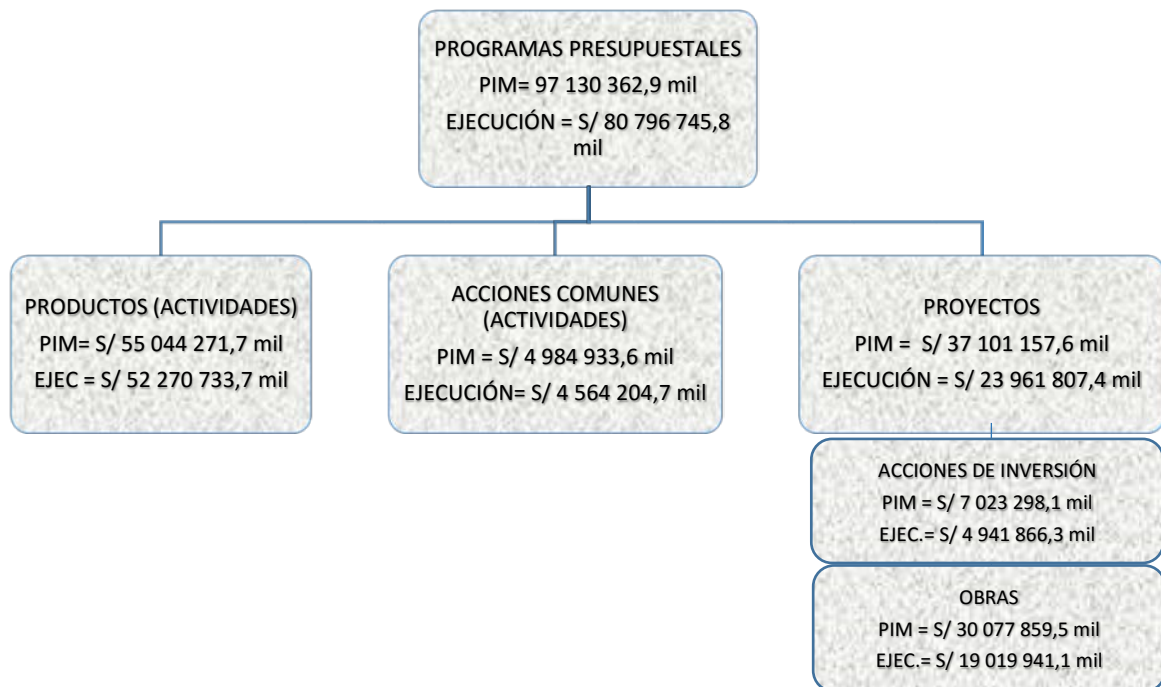 PROGRAMAS PRESUPUESTALES
PIM= 97 130 362,9 mil
EJECUCIÓN = S/ 80 796 745,8
mil
PRODUCTOS (ACTIVIDADES)
PIM= S/ 55 044 271,7 mil
EJEC = S/ 52 270 733,7 mil
ACCIONES COMUNES
(ACTIVIDADES)
PIM = S/ 4 984 933,6 mil
EJECUCIÓN= S/ 4 564 204,7 mil
PROYECTOS
PIM = S/ 37 101 157,6 mil
EJECUCIÓN = S/ 23 961 807,4 mil
ACCIONES DE INVERSIÓN
PIM = S/ 7 023 298,1 mil
EJEC.= S/ 4 941 866,3 mil
OBRAS
PIM = S/ 30 077 859,5 mil
EJEC.= S/ 19 019 941,1 mil